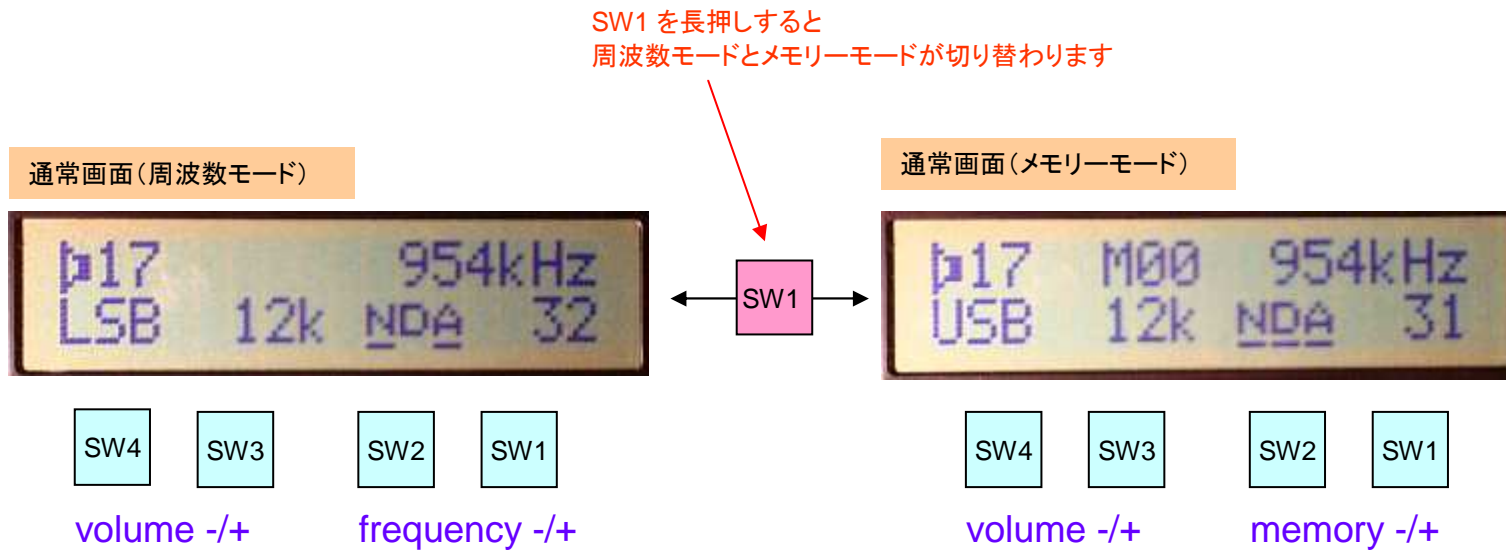 SW1 を長押しすると
周波数モードとメモリーモードが切り替わります
通常画面(周波数モード)
17 954kHz
LSB 12k NDA 32
SW4 SW3 SW2 SW1
volume -/+ frequency -/+
SW1
通常画面(メモリーモード)
17 M00 954kHz
USB 12k NDA 31
SW4 SW3 SW2 SW1
volume -/+ memory -/+